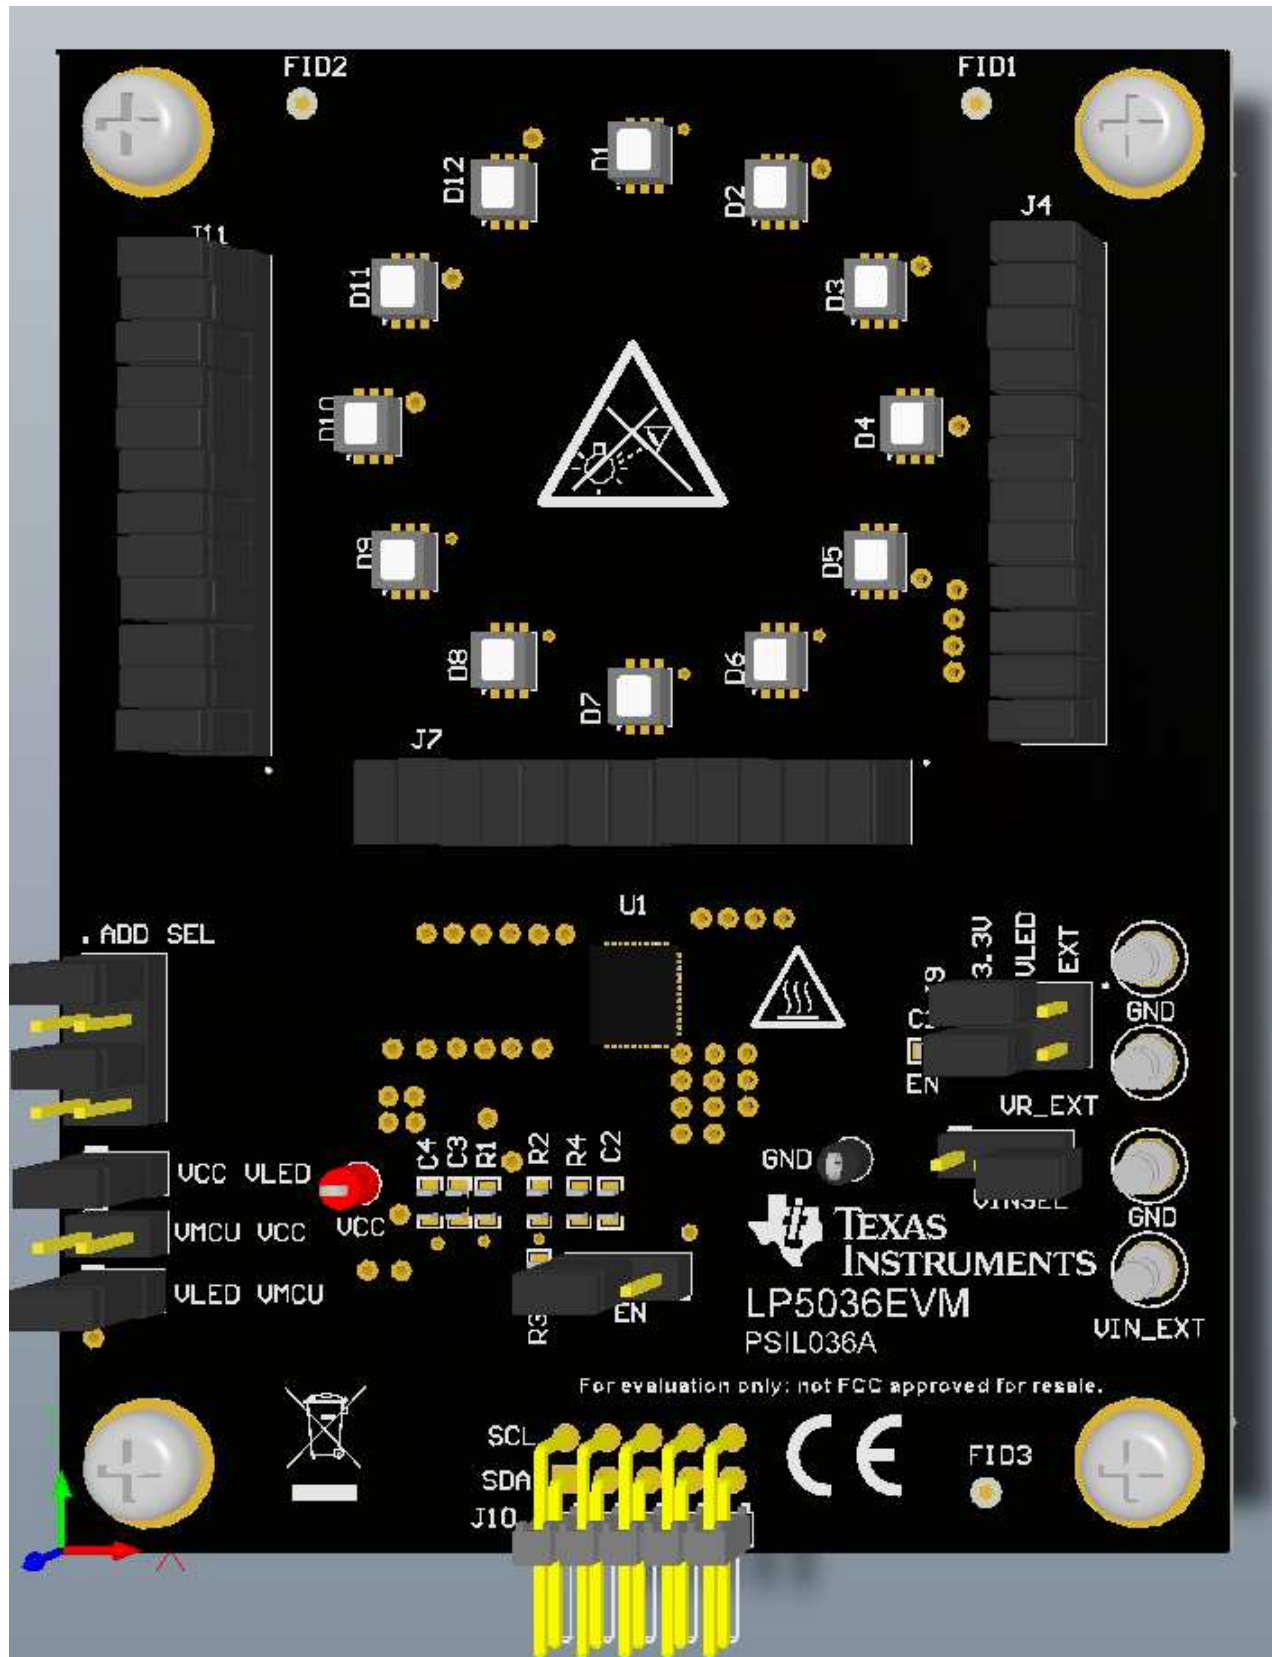 FID2
FID1
D1
D12
D2
J4
J11
D11
D3
D10
D4
D9
D5
D8
D6
D7
J7
U1
. ADD SEL
3.3V
VLED
EXT
GND
EN
VR_EXT
C4
C3
R1
R2
R4
C2
VCC VLED
VCC
GND
VINSEL
GND
VMCU VCC
TEXAS
INSTRUMENTS
VLED VMCU
R3
EN
LP5036EVM
VIN_EXT
PSIL036A
For evaluation only; not FCC approved for resale.
SCL
CE
SDA
FID3
J10